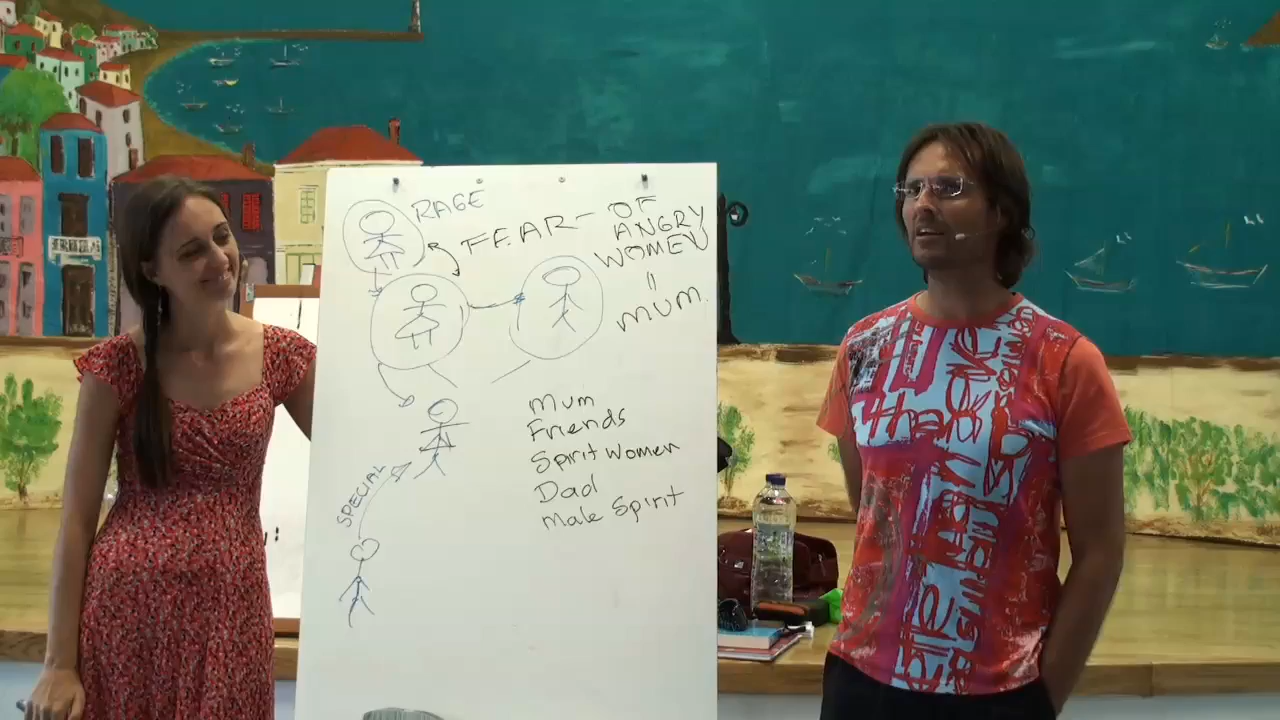 RAGE
FEAR - OF
ANGRY
WOMEN
"
MUM.
Mum
Friends
Spirit Women
Dad
Male Spirit
SPECIAL